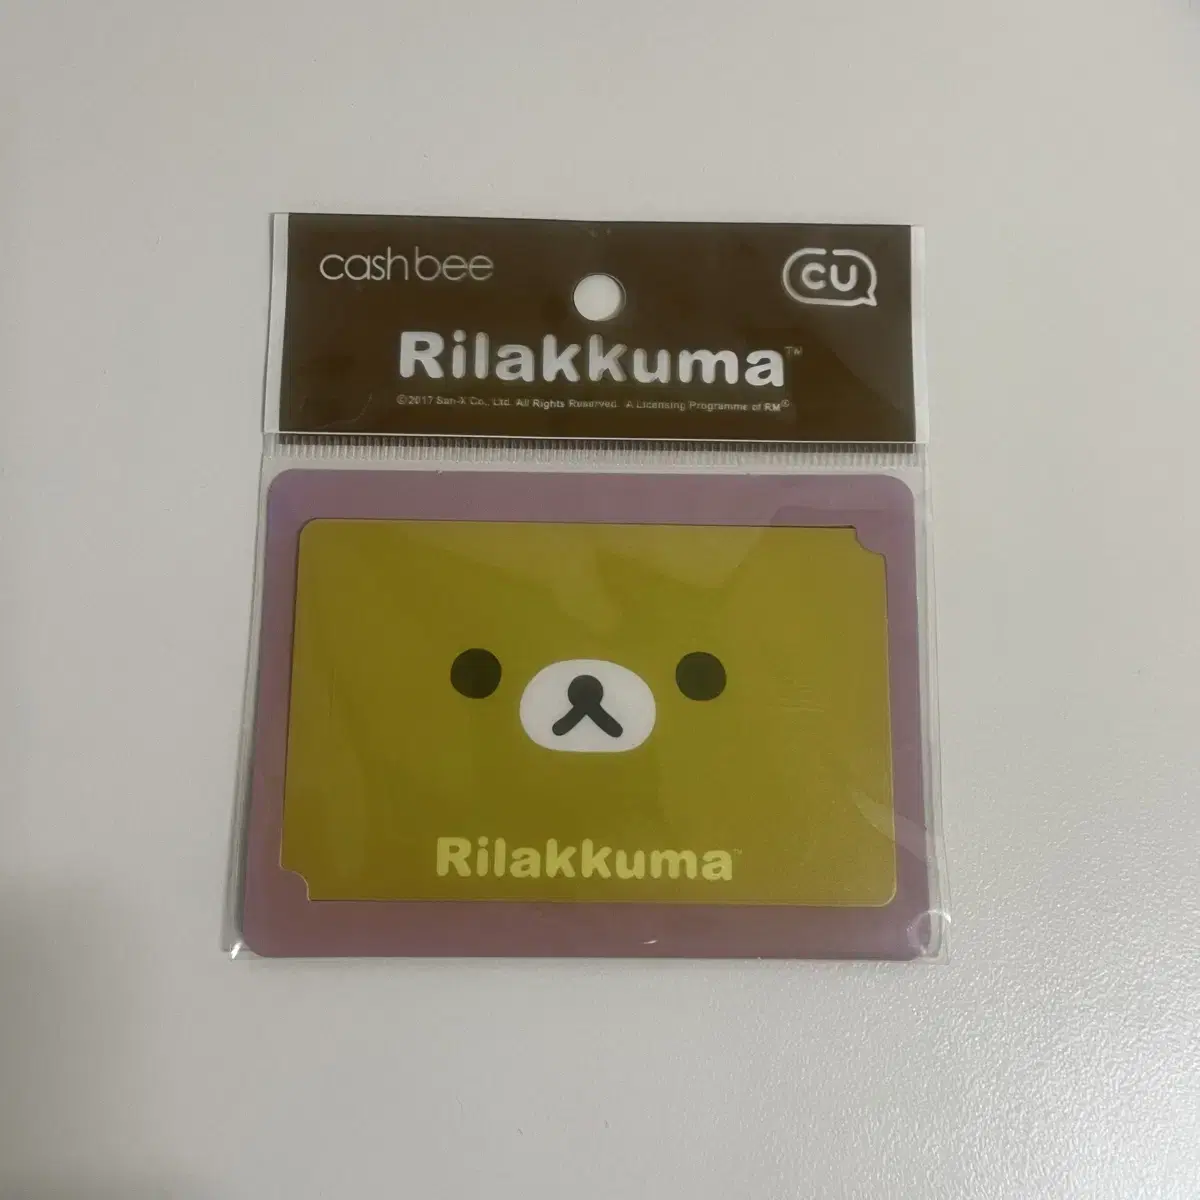 cashbee
CU
Rilakkuma™
©2017 San-X Co., Ltd. All Rights Reserved. A Licensing Programme of RM®
Rilakkuma™